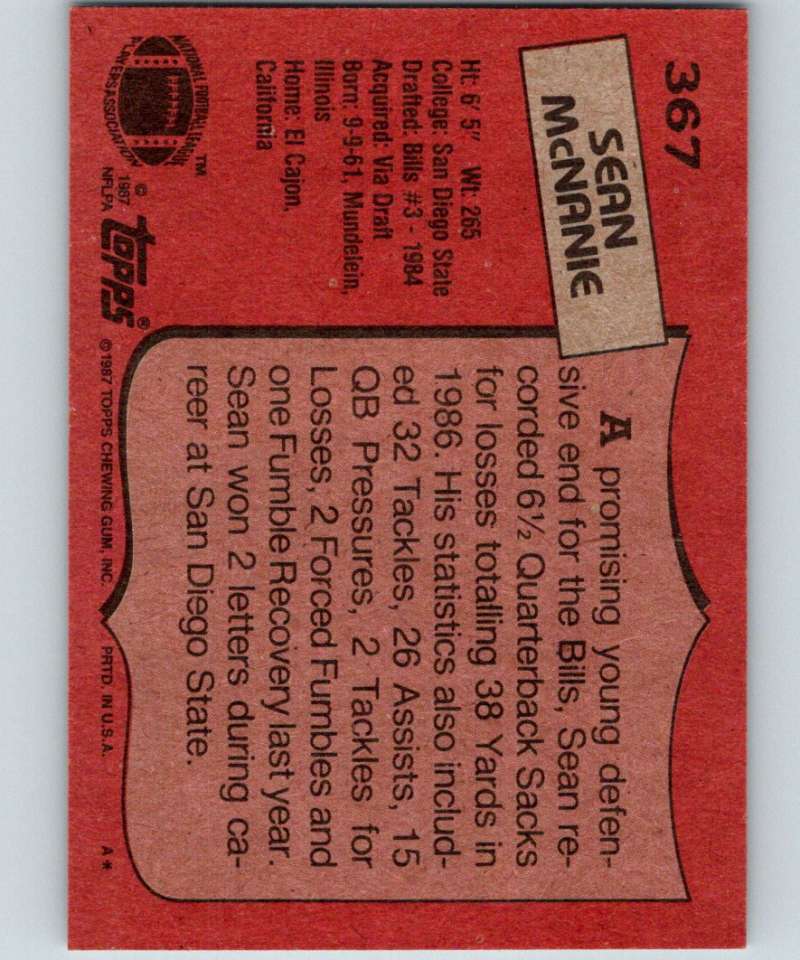 367
SEAN
McNANIE
Ht: 6' 5" Wt: 265
College: San Diego State
Drafted: Bills #3 - 1984
Acquired: Via Draft
Born: 9-9-61, Mundelein,
Illinois
Home: El Cajon,
California
NATIONAL FOOTBALL LEAGUE
PLAYERS ASSOCIATION
™
© 1987
NFLPA
topps®
A promising young defen-
sive end for the Bills, Sean re-
corded 6½ Quarterback Sacks
for losses totalling 38 Yards in
1986. His statistics also includ-
ed 32 Tackles, 26 Assists, 15
QB Pressures, 2 Tackles for
Losses, 2 Forced Fumbles and
one Fumble Recovery last year.
Sean won 2 letters during ca-
reer at San Diego State.
©1987 TOPPS CHEWING GUM, INC. PRTD. IN U.S.A. A*